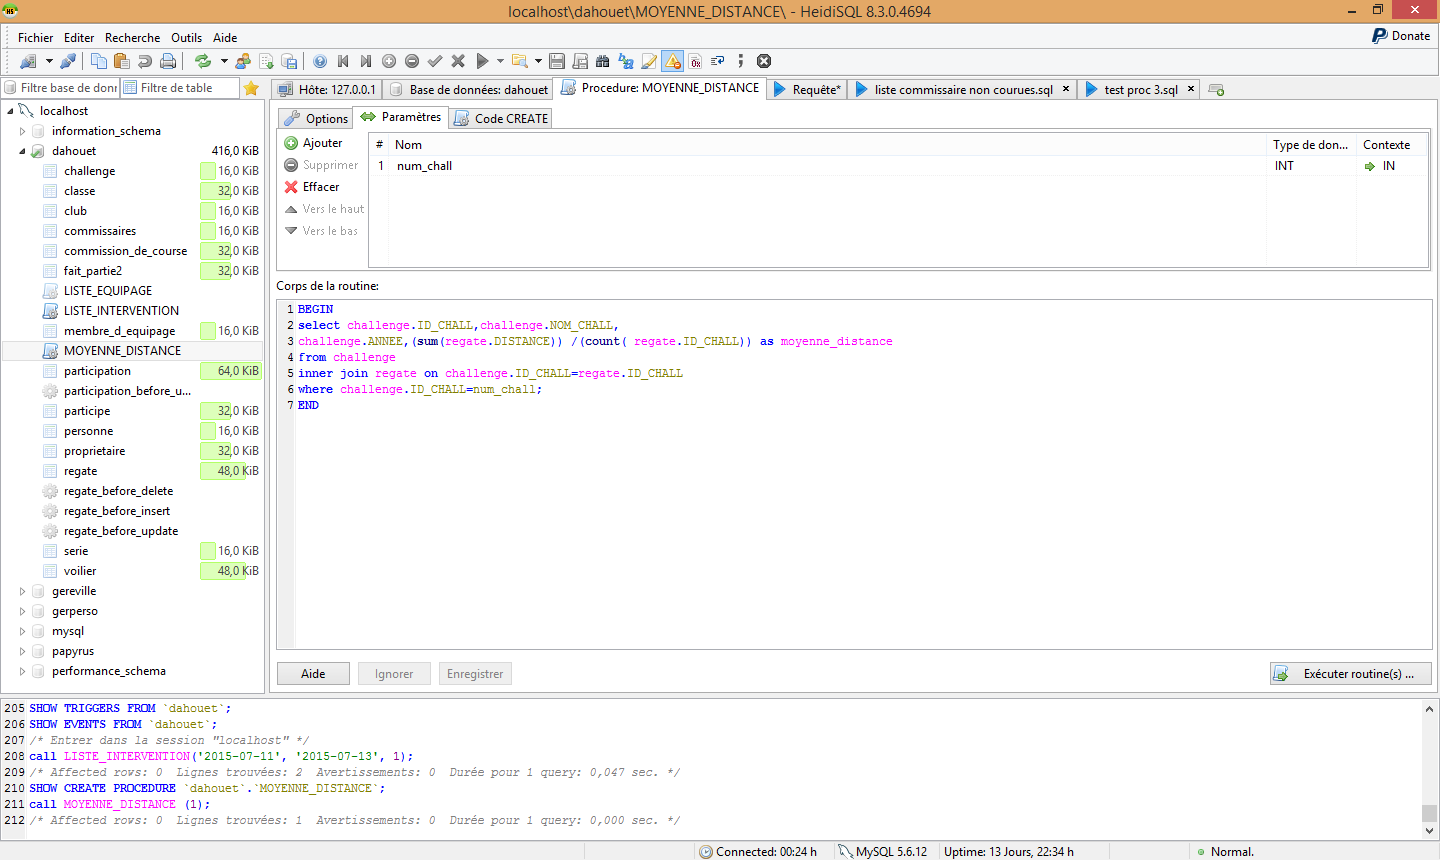 localhost\dahouet\MOYENNE_DISTANCE\ - HeidiSQL 8.3.0.4694
Fichier Editer Recherche Outils Aide
Donate
Filtre base de donr Filtre de table
Hôte: 127.0.0.1 Base de données: dahouet Procedure: MOYENNE_DISTANCE Requête* liste commissaire non courues.sql test proc 3.sql
localhost
information_schema
dahouet 416,0 KiB
challenge 16,0 KiB
classe 32,0 KiB
club 16,0 KiB
commissaires 16,0 KiB
commission_de_course 32,0 KiB
fait_partie2 32,0 KiB
LISTE_EQUIPAGE
LISTE_INTERVENTION
membre_d_equipage 16,0 KiB
MOYENNE_DISTANCE
participation 64,0 KiB
participation_before_u...
participe 32,0 KiB
personne 16,0 KiB
proprietaire 32,0 KiB
regate 48,0 KiB
regate_before_delete
regate_before_insert
regate_before_update
serie 16,0 KiB
voilier 48,0 KiB
gereville
gerperso
mysql
papyrus
performance_schema
Options Paramètres Code CREATE
Ajouter
Supprimer
Effacer
Vers le haut
Vers le bas
# Nom Type de don... Contexte
1 num_chall INT IN
Corps de la routine:
1 BEGIN
2 select challenge.ID_CHALL,challenge.NOM_CHALL,
3 challenge.ANNEE,(sum(regate.DISTANCE)) /(count( regate.ID_CHALL)) as moyenne_distance
4 from challenge
5 inner join regate on challenge.ID_CHALL=regate.ID_CHALL
6 where challenge.ID_CHALL=num_chall;
7 END
Aide Ignorer Enregistrer Exécuter routine(s) ...
205 SHOW TRIGGERS FROM `dahouet`;
206 SHOW EVENTS FROM `dahouet`;
207 /* Entrer dans la session "localhost" */
208 call LISTE_INTERVENTION('2015-07-11', '2015-07-13', 1);
209 /* Affected rows: 0 Lignes trouvées: 2 Avertissements: 0 Durée pour 1 query: 0,047 sec. */
210 SHOW CREATE PROCEDURE `dahouet`.`MOYENNE_DISTANCE`;
211 call MOYENNE_DISTANCE (1);
212 /* Affected rows: 0 Lignes trouvées: 1 Avertissements: 0 Durée pour 1 query: 0,000 sec. */
Connected: 00:24 h MySQL 5.6.12 Uptime: 13 Jours, 22:34 h Normal.